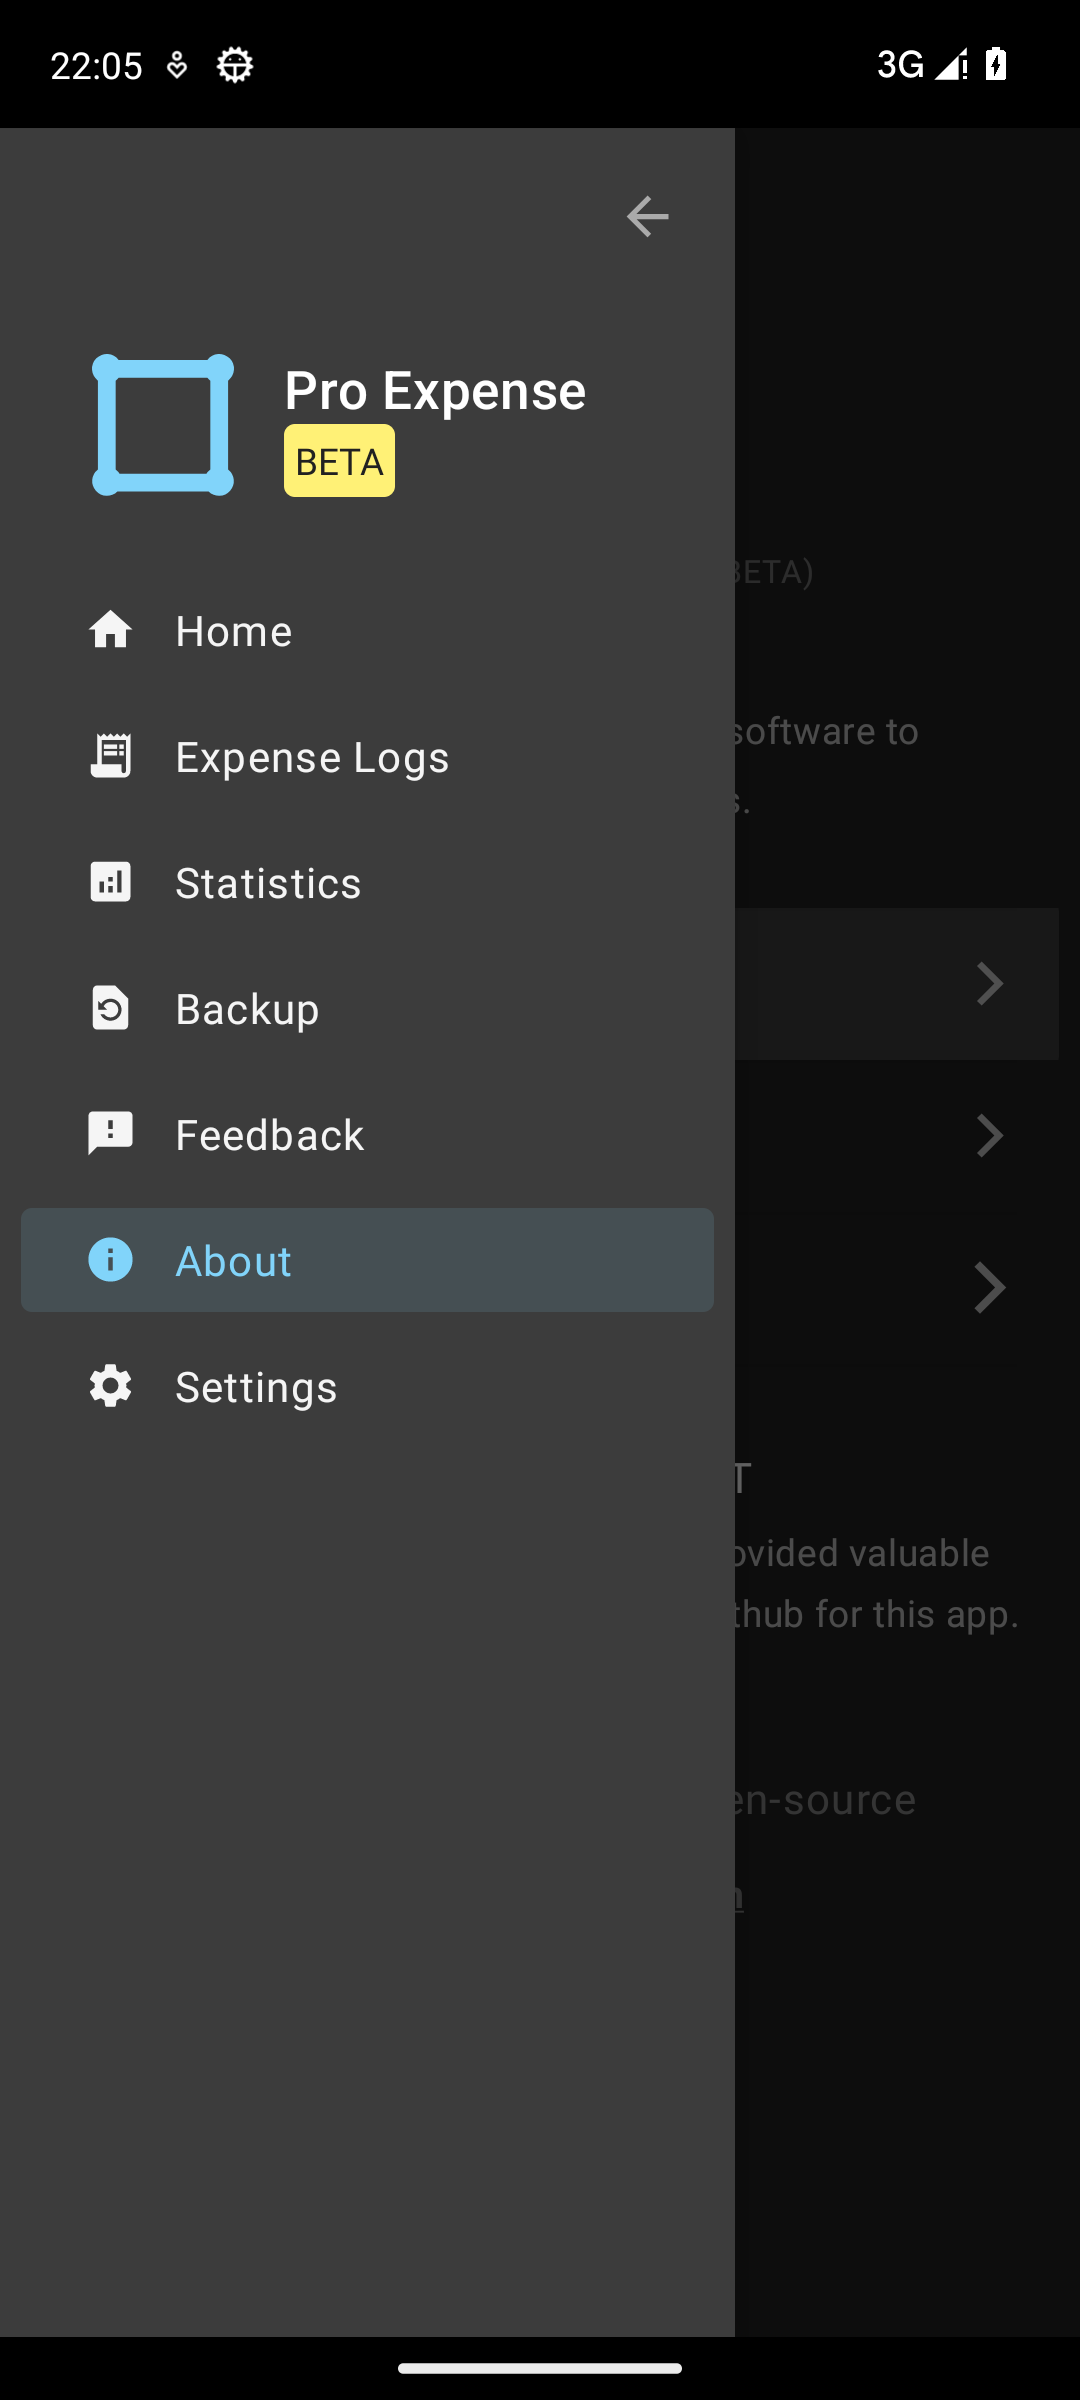 22:05
3G
Pro Expense
BETA
BETA)
Home
software to
Expense Logs
s.
Statistics
Backup
Feedback
About
Settings
T
ovided valuable
thub for this app.
en-source
n